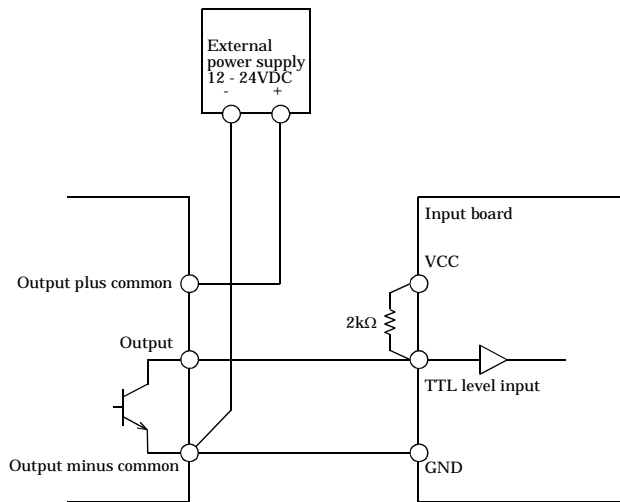 External
power supply
12 - 24VDC
- +
Input board
VCC
Output plus common
2kΩ
Output
TTL level input
Output minus common
GND